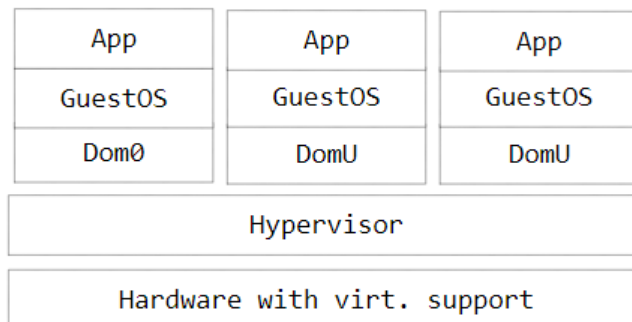 App App App
GuestOS GuestOS GuestOS
Dom0 DomU DomU
Hypervisor
Hardware with virt. support